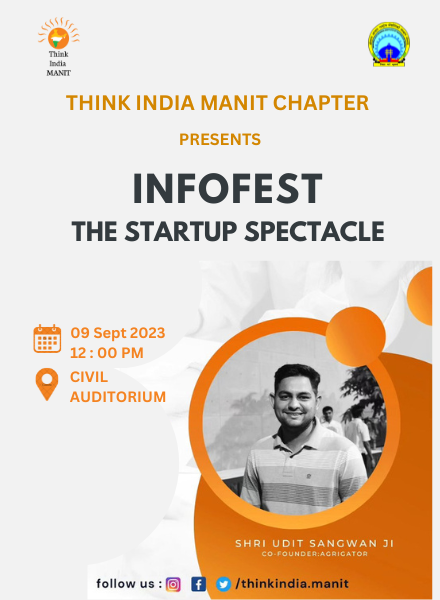 Think
India
MANIT
THINK INDIA MANIT CHAPTER
PRESENTS
INFOFEST
THE STARTUP SPECTACLE
09 Sept 2023
12 : 00 PM
CIVIL
AUDITORIUM
SHRI UDIT SANGWAN JI
CO-FOUNDER:AGRIGATOR
follow us : /thinkindia.manit